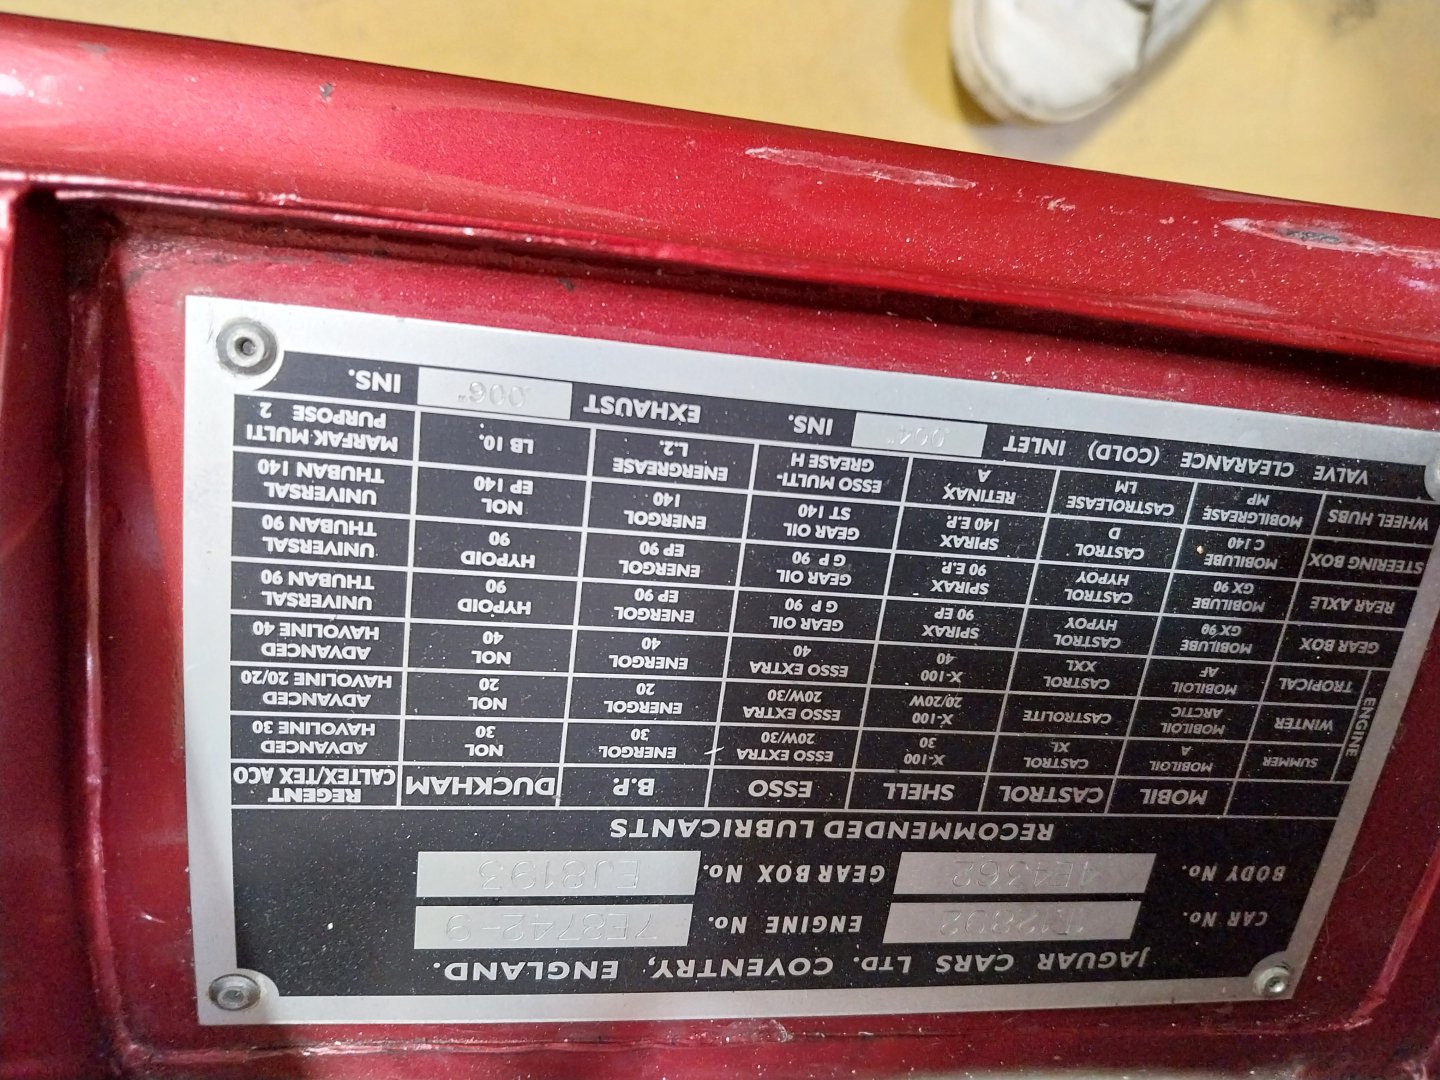 JAGUAR CARS LTD. COVENTRY, ENGLAND.
CAR No. 1E12892 ENGINE No. 7E8742-9
BODY No. 4E4362 GEAR BOX No. EJ8193
RECOMMENDED LUBRICANTS
MOBIL CASTROL SHELL ESSO B.P. DUCKHAM REGENT
CALTEX/TEX ACO
ENGINE
SUMMER MOBILOIL CASTROL X-100 ESSO EXTRA ENERGOL NOL ADVANCED
A XL 30 20W/30 30 30 HAVOLINE 30
WINTER MOBILOIL CASTROLITE X-100 ESSO EXTRA ENERGOL NOL ADVANCED
ARCTIC 20/20W 20W/30 20 20 HAVOLINE 20/20
TROPICAL MOBILOIL CASTROL X-100 ESSO EXTRA ENERGOL NOL ADVANCED
AF XXL 40 40 40 40 HAVOLINE 40
GEAR BOX MOBILUBE CASTROL SPIRAX GEAR OIL ENERGOL HYPOID UNIVERSAL
GX 90 HYPOY 90 EP G P 90 EP 90 90 THUBAN 90
REAR AXLE MOBILUBE CASTROL SPIRAX GEAR OIL ENERGOL HYPOID UNIVERSAL
GX 90 HYPOY 90 E.P. G P 90 EP 90 90 THUBAN 90
STEERING BOX MOBILUBE CASTROL SPIRAX GEAR OIL ENERGOL NOL UNIVERSAL
C 140 D 140 E.P. ST 140 140 EP 140 THUBAN 140
WHEEL HUBS MOBILGREASE CASTROLEASE RETINAX ESSO MULTI- ENERGREASE LB 10. MARFAK MULTI
MP LM A GREASE H L.2. PURPOSE 2
VALVE CLEARANCE (COLD) INLET .004" INS. EXHAUST .006" INS.